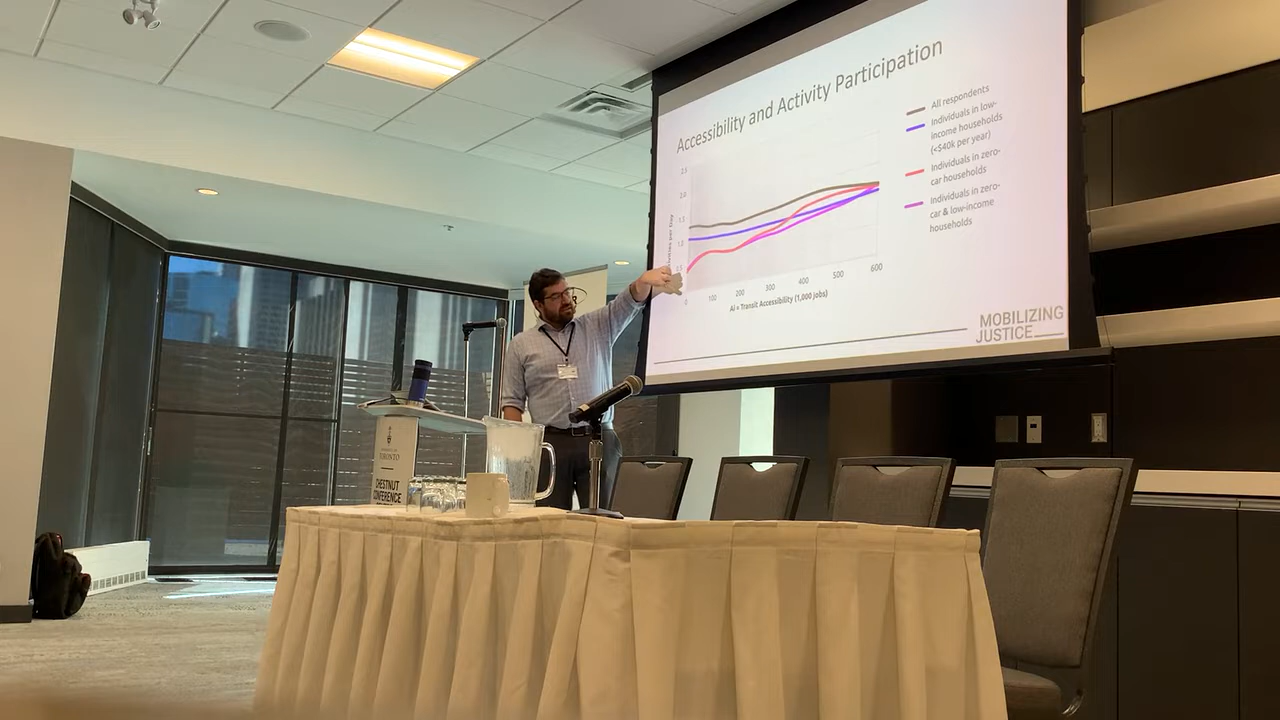 Accessibility and Activity Participation
All respondents
Individuals in low-
income households
(<$40k per year)
Individuals in zero-
car households
Individuals in zero-
car & low-income
households
2.5
2.0
1.5
1.0
0
100
200
300
400
500
600
Ai = Transit Accessibility (1,000 jobs)
MOBILIZING
JUSTICE
TORONTO
CHESTNUT
CONFERENCE